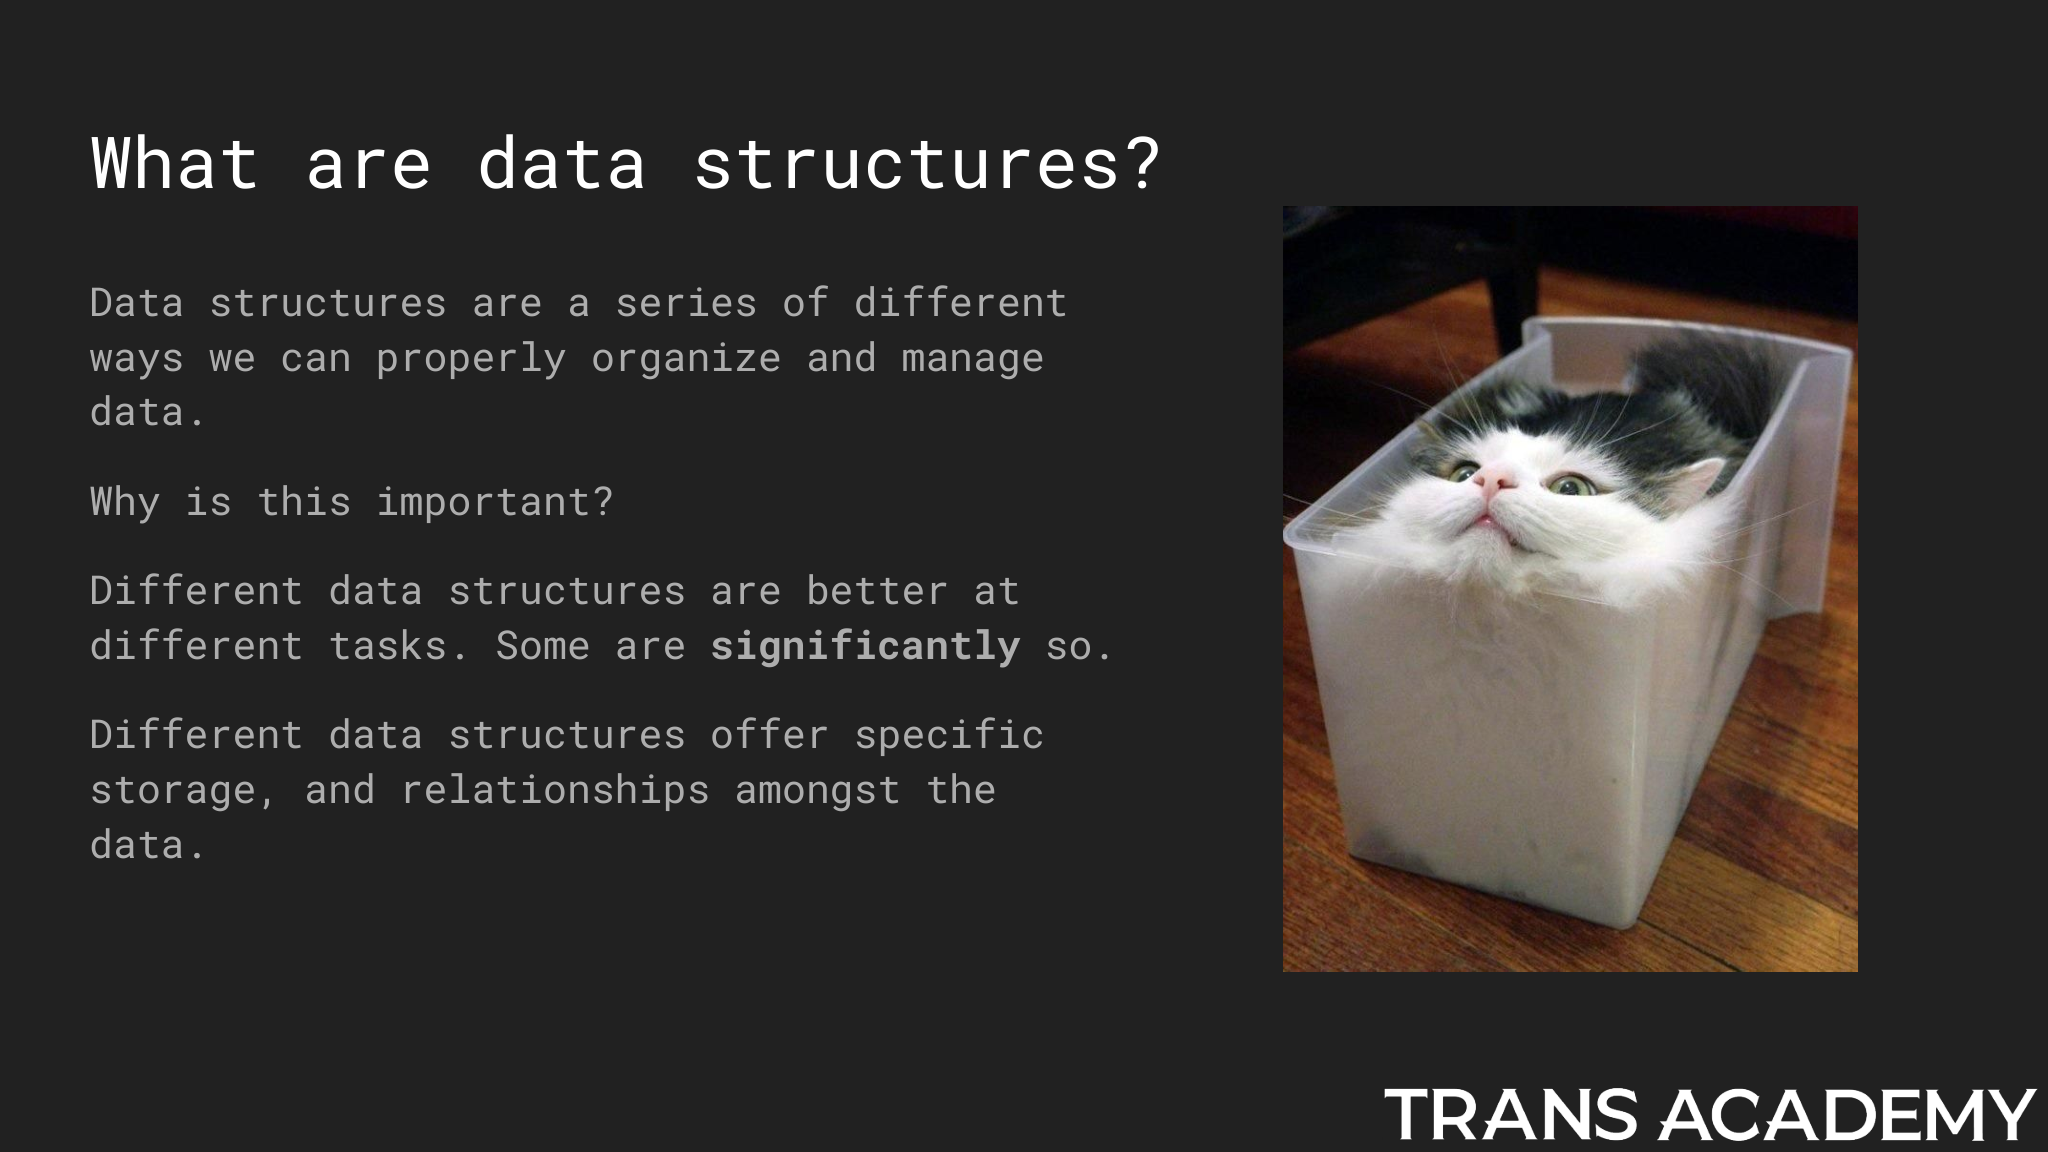 What are data structures?
Data structures are a series of different
ways we can properly organize and manage
data.
Why is this important?
Different data structures are better at
different tasks. Some are significantly so.
Different data structures offer specific
storage, and relationships amongst the
data.
TRANS ACADEMY